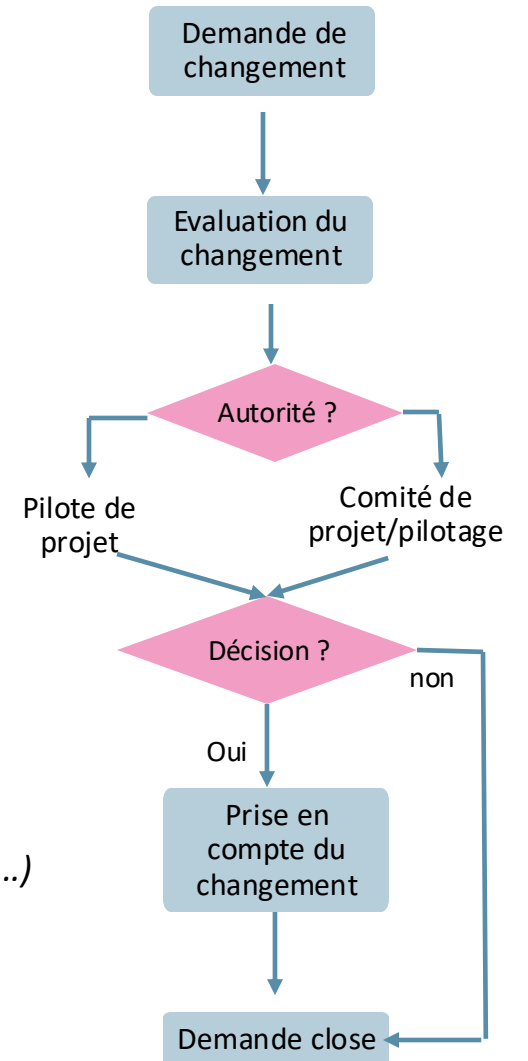 Demande de
changement
Evaluation du
changement
Autorité ?
Pilote de
projet
Comité de
projet/pilotage
Décision ?
non
Oui
Prise en
compte du
changement
..)
Demande close